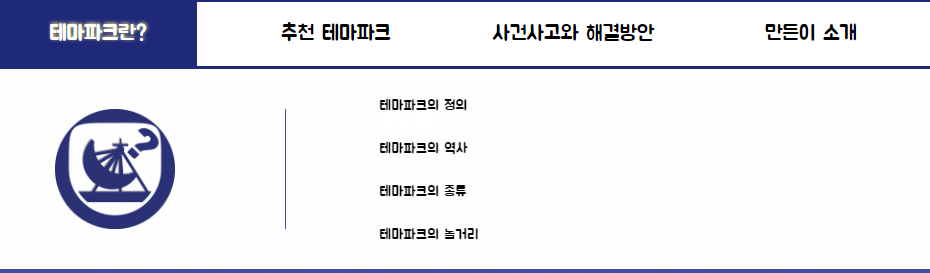 테마파크란? 추천 테마파크 사건사고와 해결방안 만든이 소개
?
테마파크의 정의
테마파크의 역사
테마파크의 종류
테마파크의 놀거리